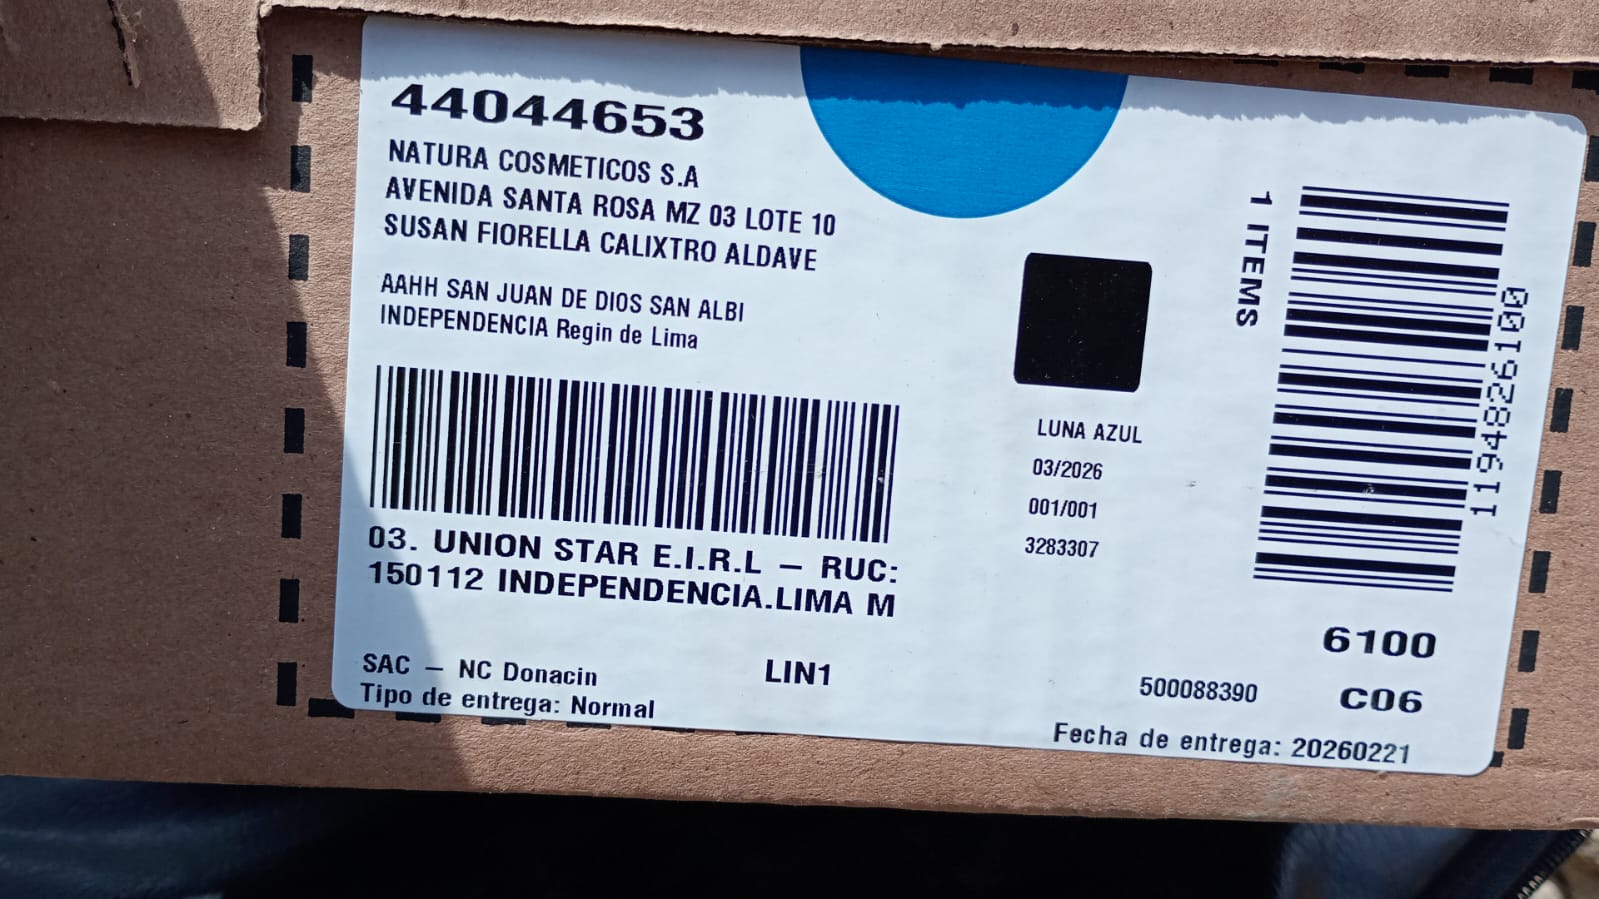 44044653
NATURA COSMETICOS S.A
AVENIDA SANTA ROSA MZ 03 LOTE 10
SUSAN FIORELLA CALIXTRO ALDAVE
AAHH SAN JUAN DE DIOS SAN ALBI
INDEPENDENCIA Regin de Lima
03. UNION STAR E.I.R.L – RUC:
150112 INDEPENDENCIA.LIMA M
SAC – NC Donacin
LIN1
Tipo de entrega: Normal
LUNA AZUL
03/2026
001/001
3283307
1 ITEMS
1194826100
6100
500088390
C06
Fecha de entrega: 20260221